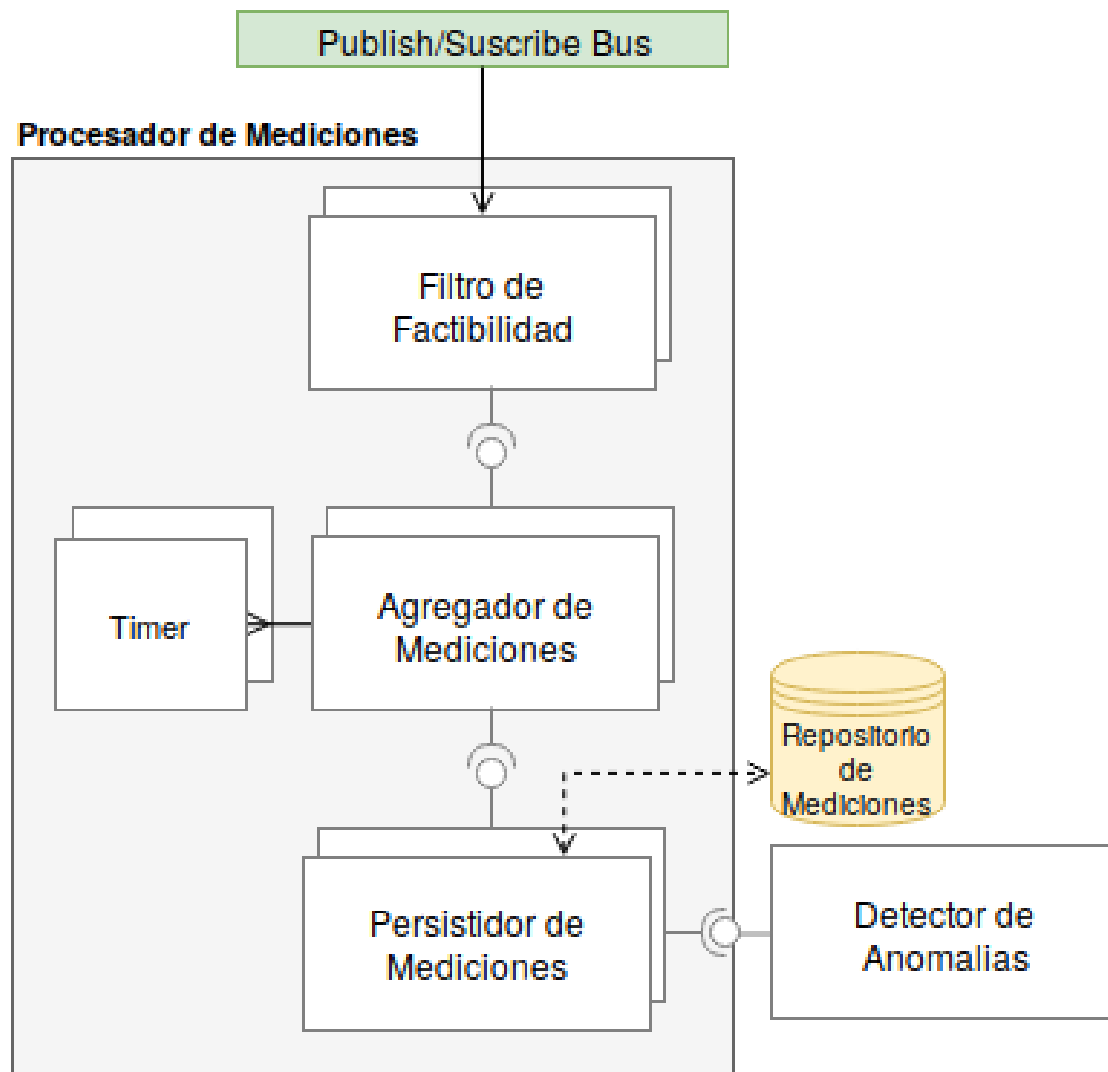 Publish/Suscribe Bus
Procesador de Mediciones
Filtro de
Factibilidad
Timer
Agregador de
Mediciones
Repositorio
de
Mediciones
Persistidor de
Mediciones
Detector de
Anomalias